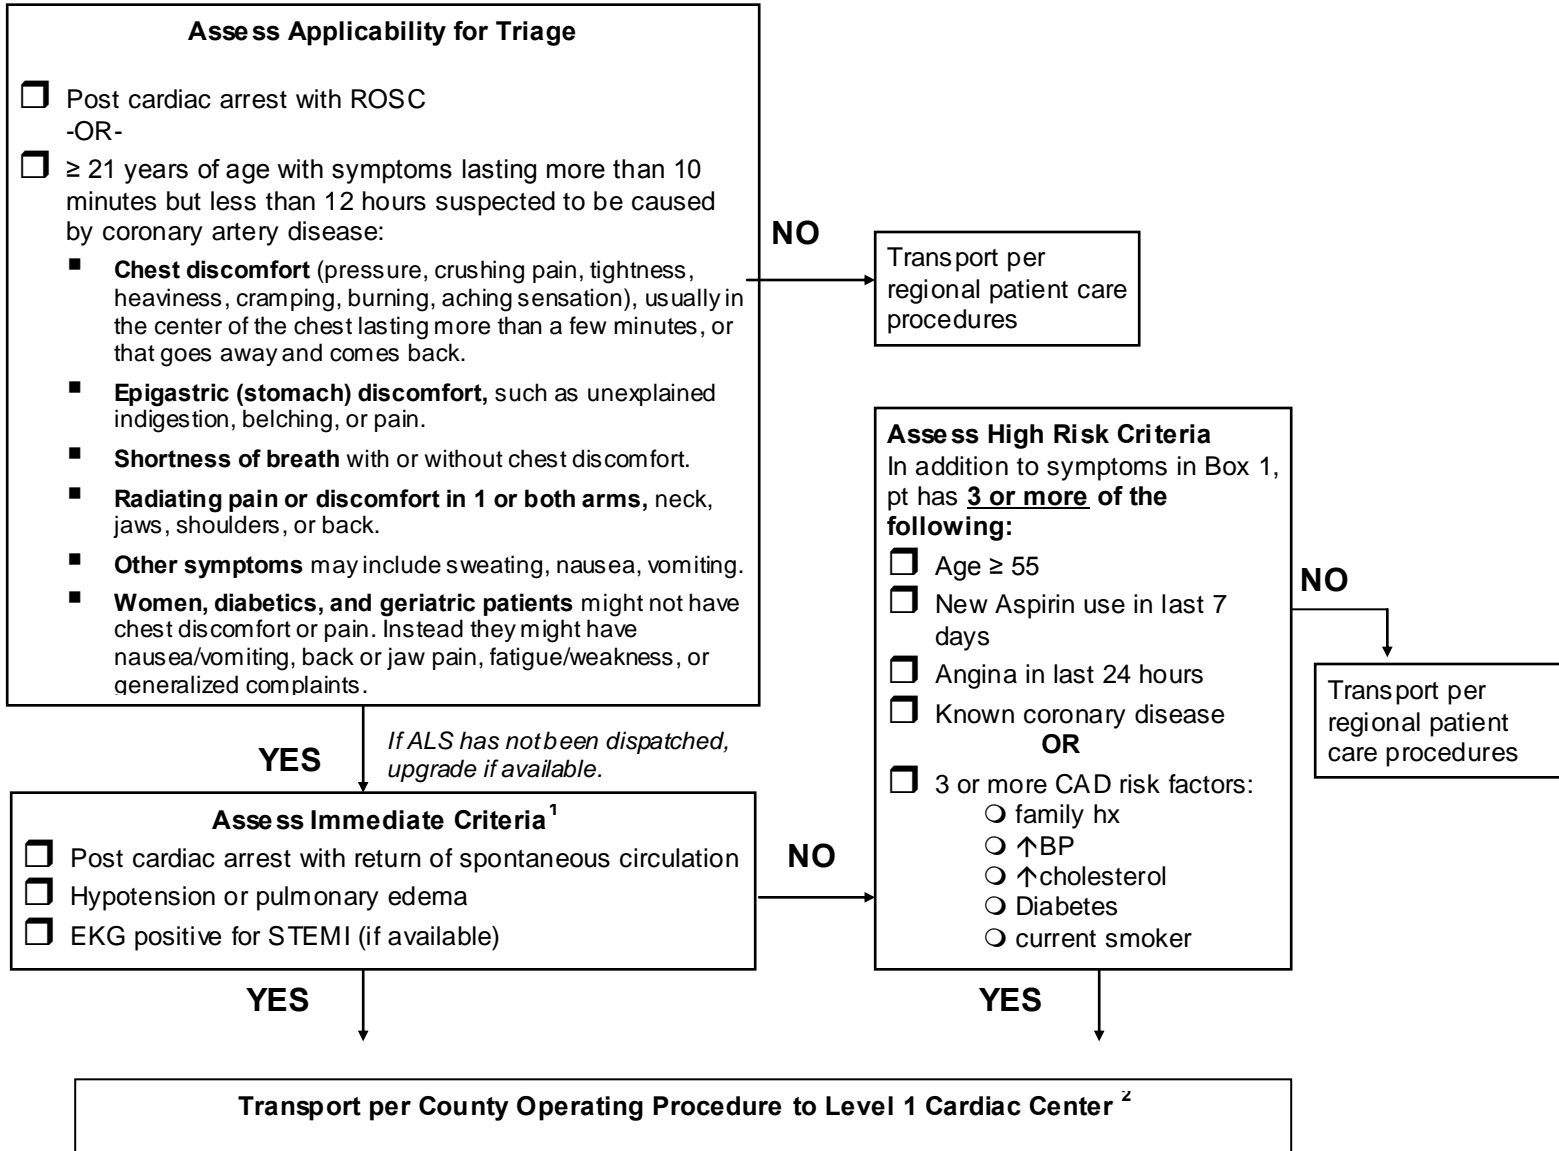 Assess Applicability for Triage
❒ Post cardiac arrest with ROSC
-OR-
❒ ≥ 21 years of age with symptoms lasting more than 10
minutes but less than 12 hours suspected to be caused
by coronary artery disease:
▪ Chest discomfort (pressure, crushing pain, tightness,
heaviness, cramping, burning, aching sensation), usually in
the center of the chest lasting more than a few minutes, or
that goes away and comes back.
▪ Epigastric (stomach) discomfort, such as unexplained
indigestion, belching, or pain.
▪ Shortness of breath with or without chest discomfort.
▪ Radiating pain or discomfort in 1 or both arms, neck,
jaws, shoulders, or back.
▪ Other symptoms may include sweating, nausea, vomiting.
▪ Women, diabetics, and geriatric patients might not have
chest discomfort or pain. Instead they might have
nausea/vomiting, back or jaw pain, fatigue/weakness, or
generalized complaints.
NO
Transport per
regional patient care
procedures
YES
If ALS has not been dispatched,
upgrade if available.
Assess Immediate Criteria¹
❒ Post cardiac arrest with return of spontaneous circulation
❒ Hypotension or pulmonary edema
❒ EKG positive for STEMI (if available)
NO
Assess High Risk Criteria
In addition to symptoms in Box 1,
pt has 3 or more of the
following:
❒ Age ≥ 55
❒ New Aspirin use in last 7
days
❒ Angina in last 24 hours
❒ Known coronary disease
OR
❒ 3 or more CAD risk factors:
❍ family hx
❍ ↑BP
❍ ↑cholesterol
❍ Diabetes
❍ current smoker
NO
Transport per
regional patient
care procedures
YES
YES
Transport per County Operating Procedure to Level 1 Cardiac Center ²